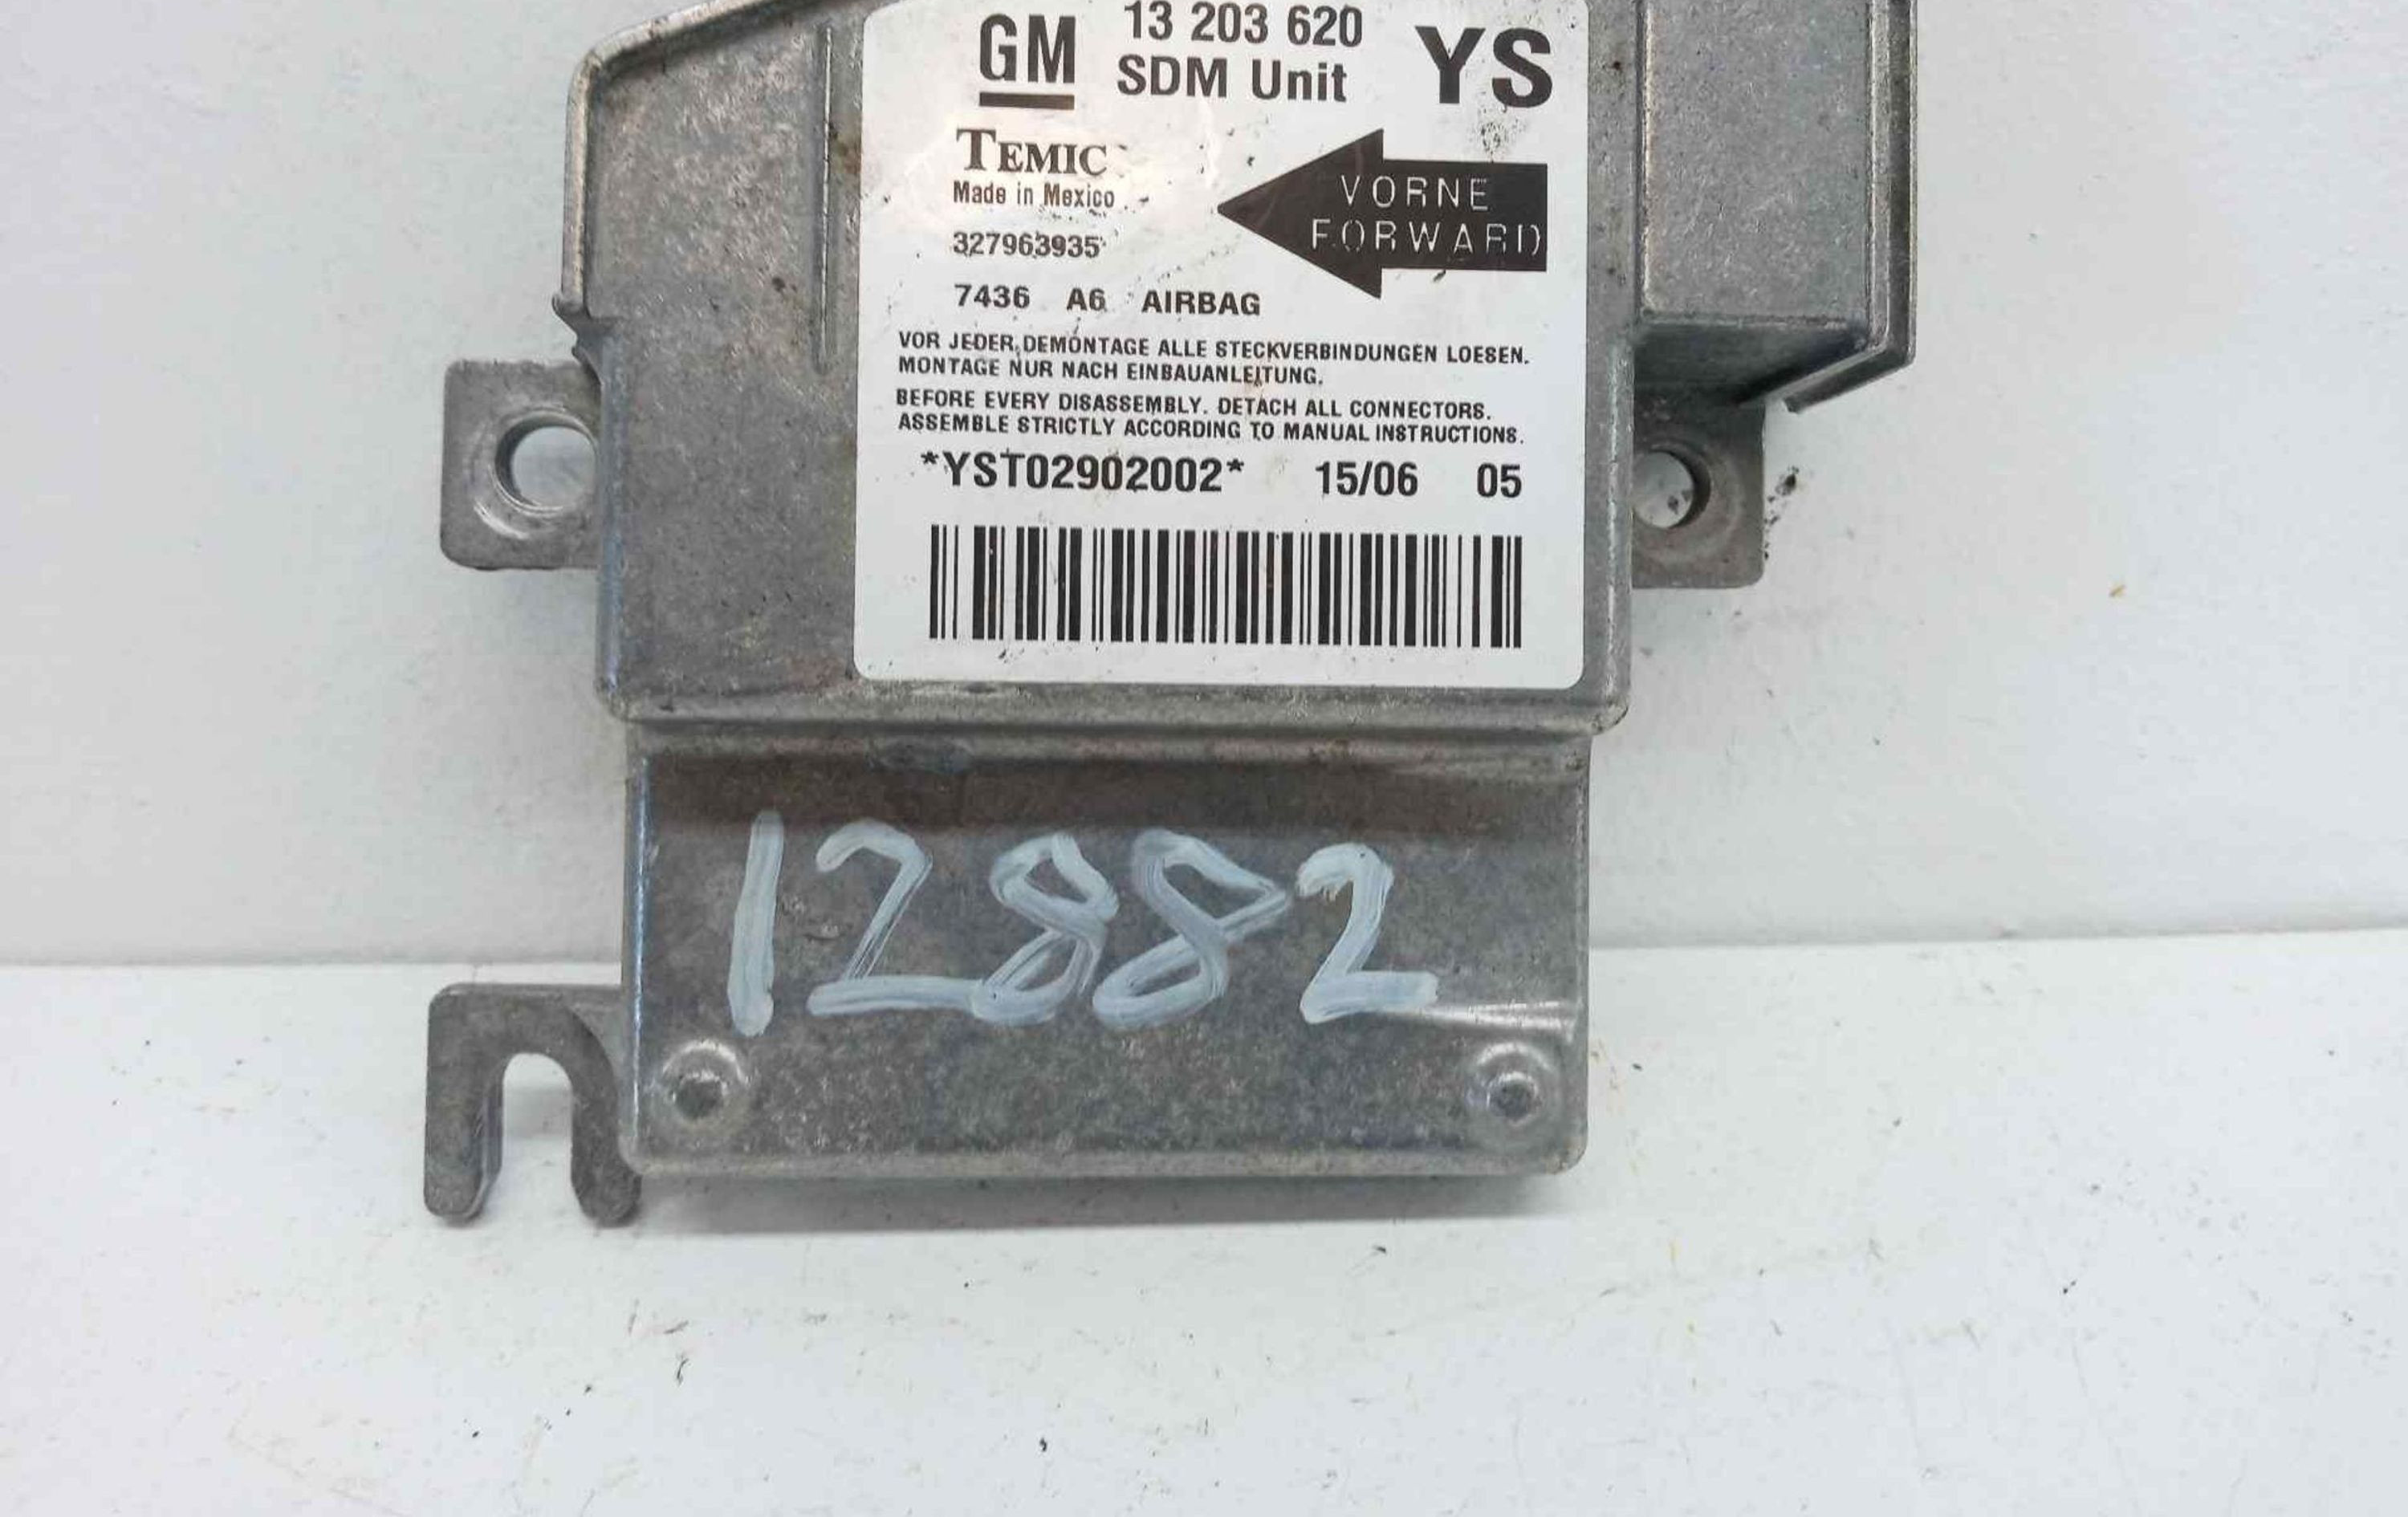 GM 13 203 620 YS
SDM Unit
TEMIC
Made in Mexico
VORNE
FORWARD
327963935
7436 A6 AIRBAG
VOR JEDER DEMONTAGE ALLE STECKVERBINDUNGEN LOESEN.
MONTAGE NUR NACH EINBAUANLEITUNG.
BEFORE EVERY DISASSEMBLY. DETACH ALL CONNECTORS.
ASSEMBLE STRICTLY ACCORDING TO MANUAL INSTRUCTIONS.
*YST02902002* 15/06 05
12882